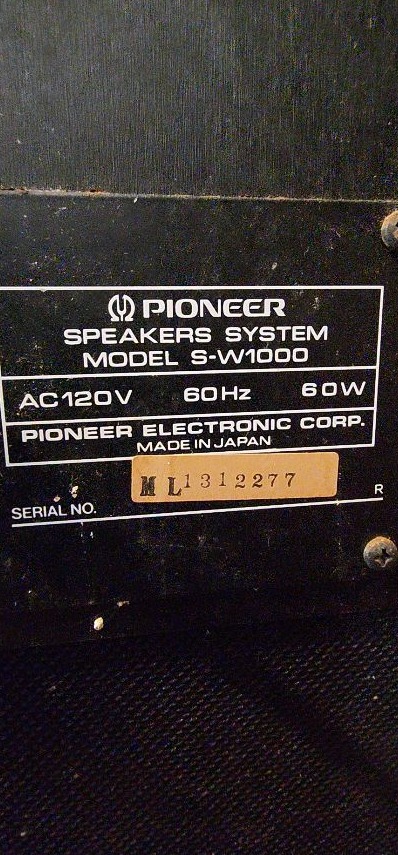 PIONEER
SPEAKERS SYSTEM
MODEL S-W1000
AC120V 60Hz 60W
PIONEER ELECTRONIC CORP.
MADE IN JAPAN
ML1312277
SERIAL NO. R